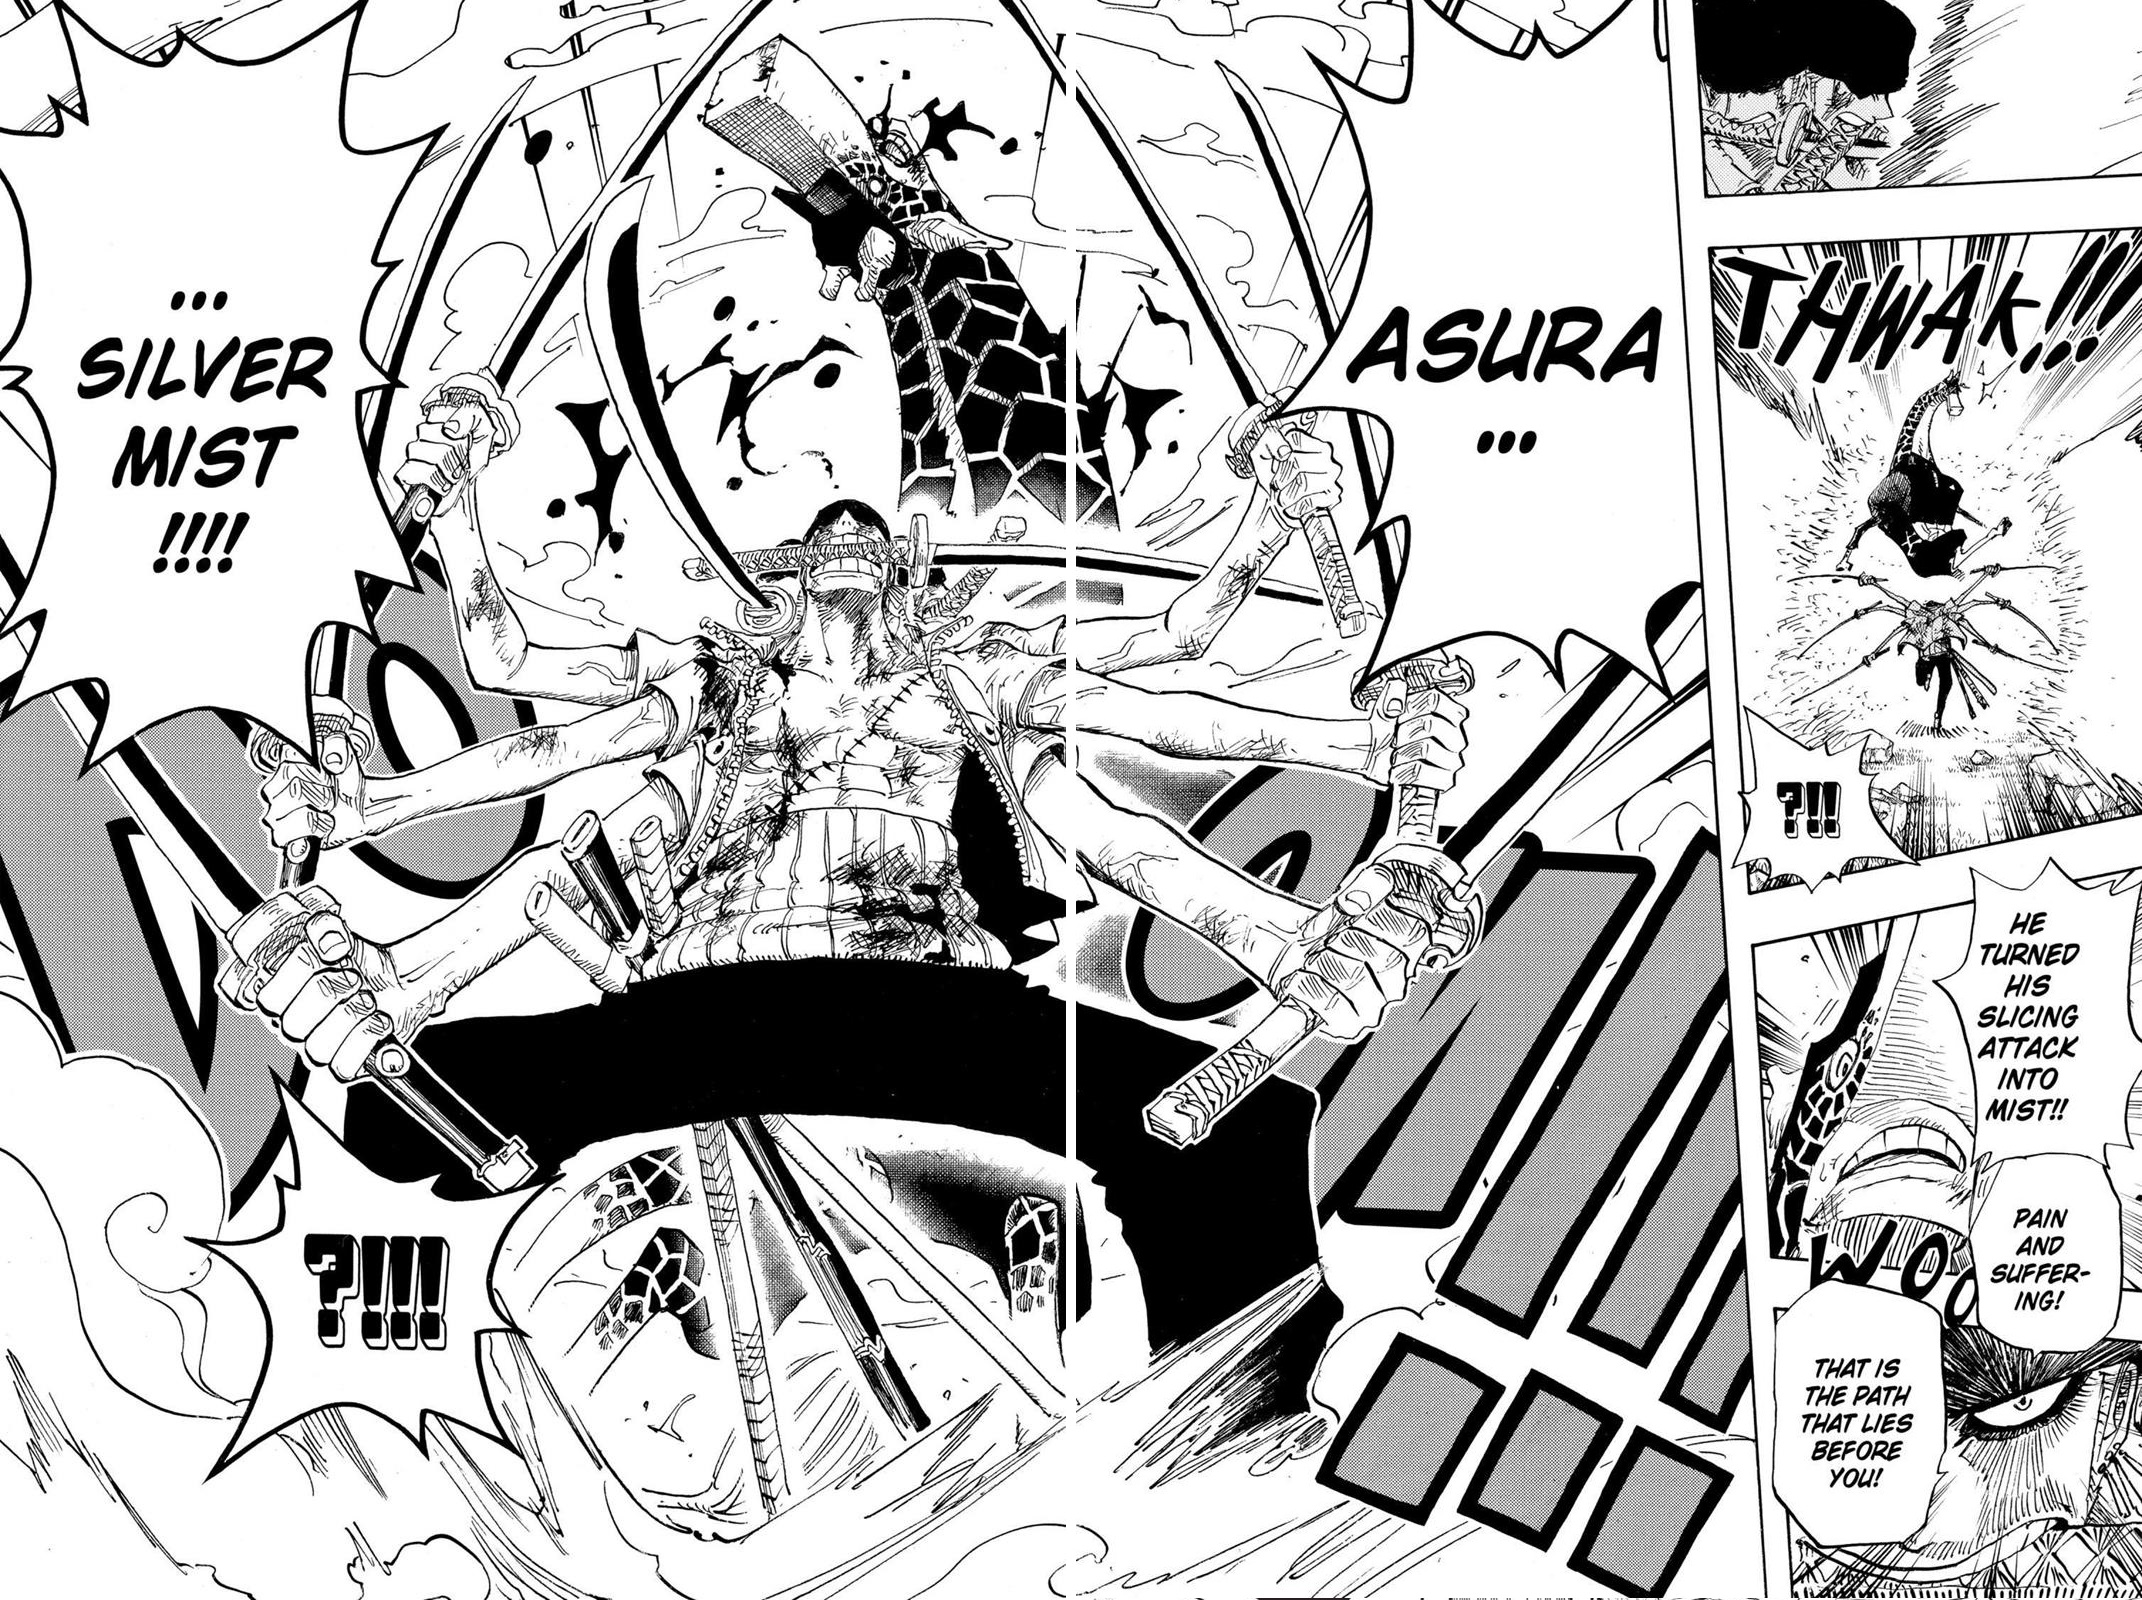 THWAK!!!
?!!
HE
TURNED
HIS
SLICING
ATTACK
INTO
MIST!!
PAIN
AND
SUFFER-
ING!
WOO
THAT IS
THE PATH
THAT LIES
BEFORE
YOU!
ASURA
...
...
SILVER
MIST
!!!!
?!!!